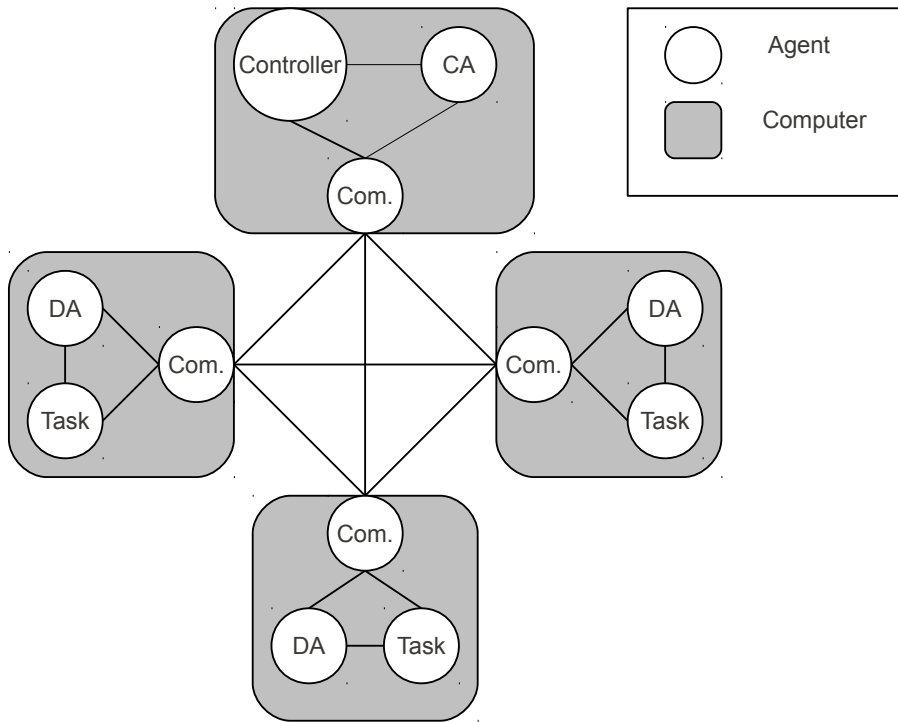 Controller
CA
Com.
Agent
Computer
DA
Com.
Task
Com.
DA
Task
Com.
DA
Task